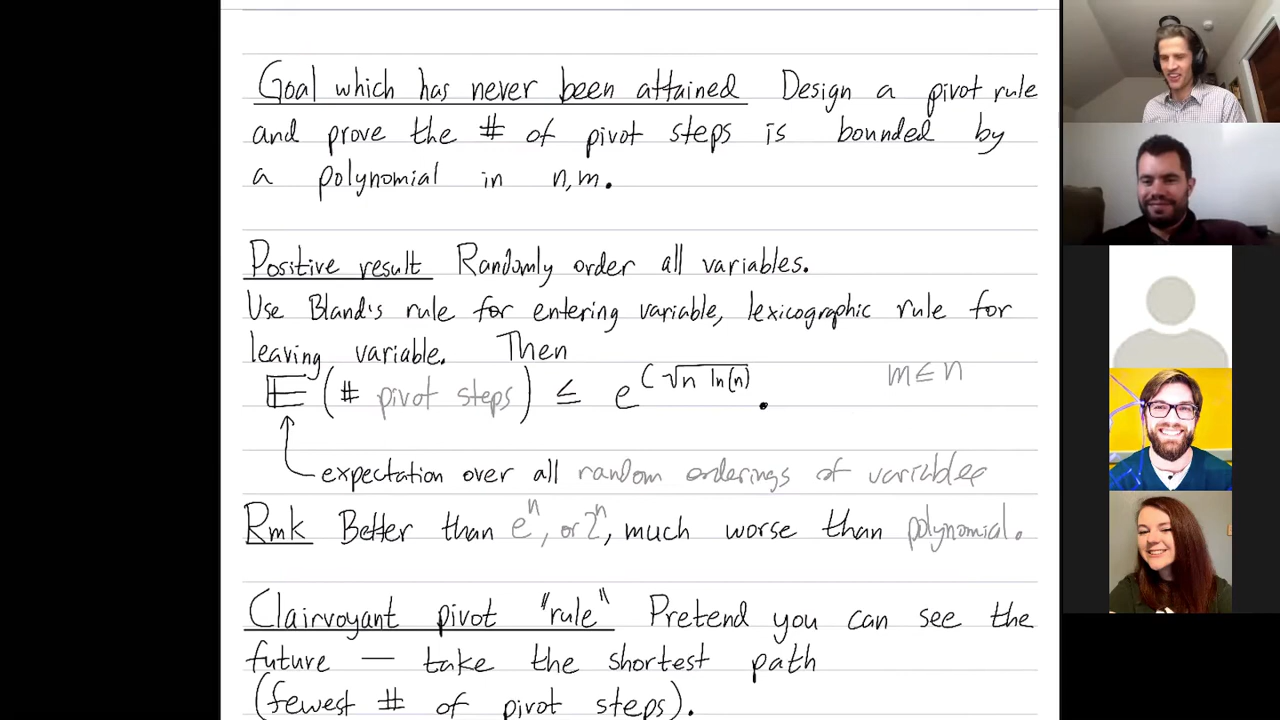 Goal which has never been attained Design a pivot rule
and prove the # of pivot steps is bounded by
a polynomial in n,m.
Positive result Randomly order all variables.
Use Bland's rule for entering variable, lexicographic rule for
leaving variable. Then
𝔼(# pivot steps) ≤ e^(C√(n ln(n))). m≤n
expectation over all random orderings of variables
Rmk Better than e^n, or 2^n, much worse than polynomial.
Clairvoyant pivot "rule" Pretend you can see the
future — take the shortest path
(fewest # of pivot steps).